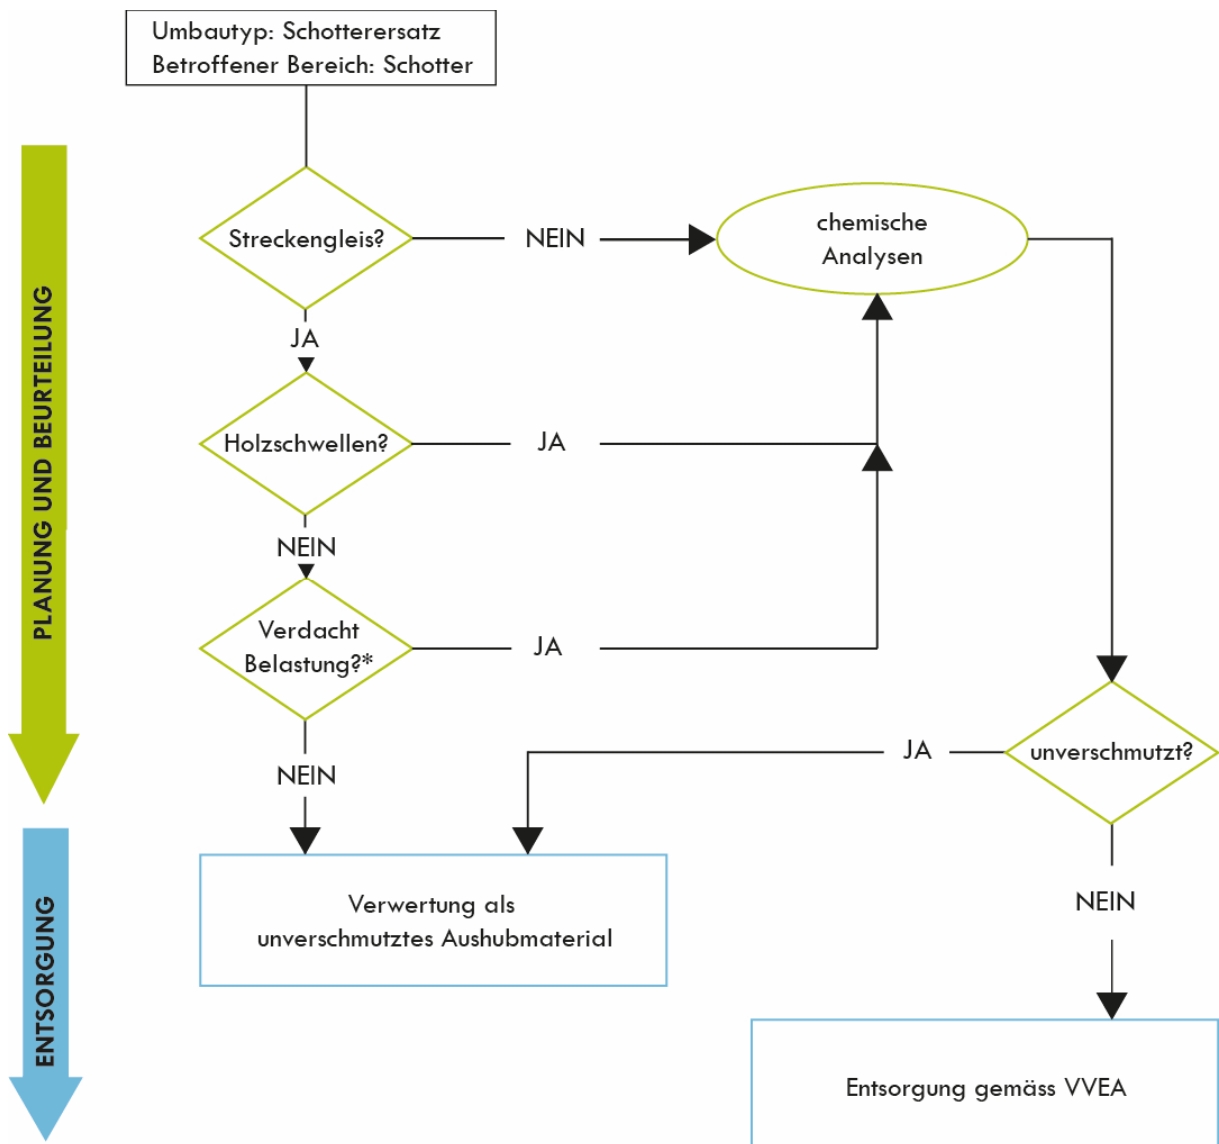 Umbautyp: Schotterersatz
Betroffener Bereich: Schotter
PLANUNG UND BEURTEILUNG
Streckengleis?
NEIN
chemische
Analysen
JA
Holzschwellen?
JA
NEIN
Verdacht
Belastung?*
JA
NEIN
JA
unverschmutzt?
NEIN
ENTSORGUNG
Verwertung als
unverschmutztes Aushubmaterial
Entsorgung gemäss VVEA